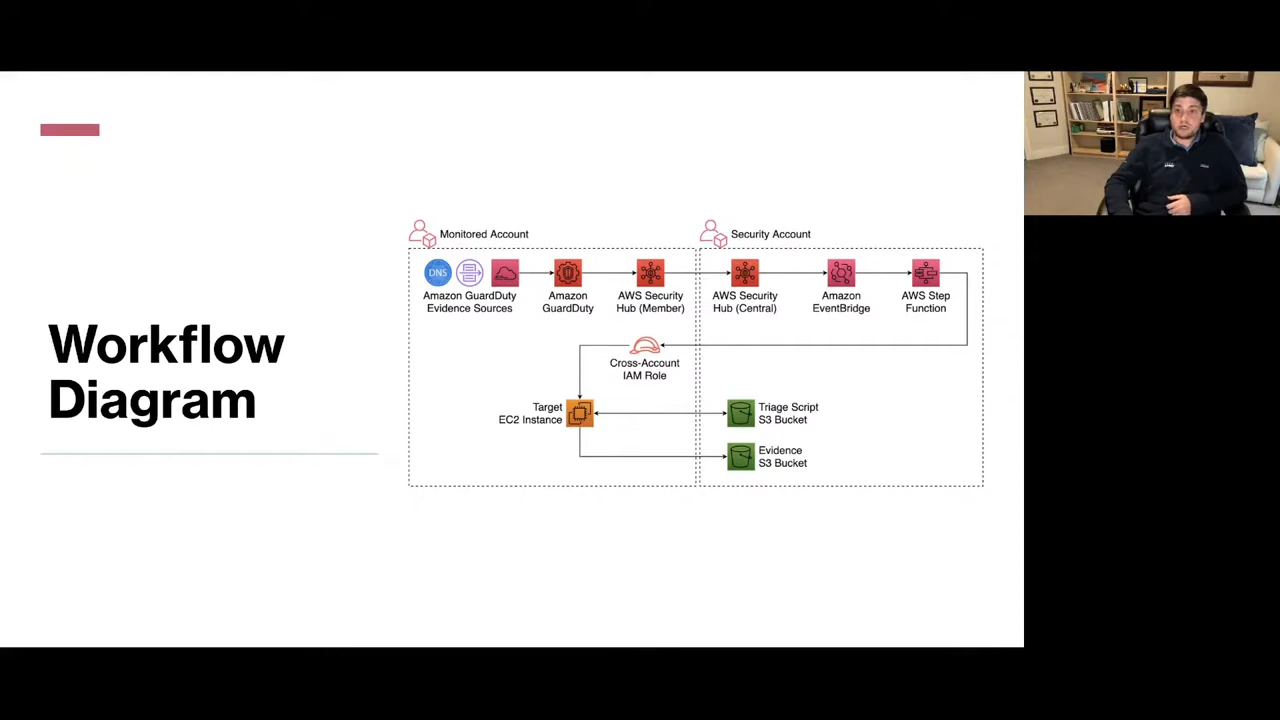 Workflow
Diagram
Monitored Account
Security Account
DNS
Amazon GuardDuty
Evidence Sources
Amazon
GuardDuty
AWS Security
Hub (Member)
AWS Security
Hub (Central)
Amazon
EventBridge
AWS Step
Function
Cross-Account
IAM Role
Target
EC2 Instance
Triage Script
S3 Bucket
Evidence
S3 Bucket